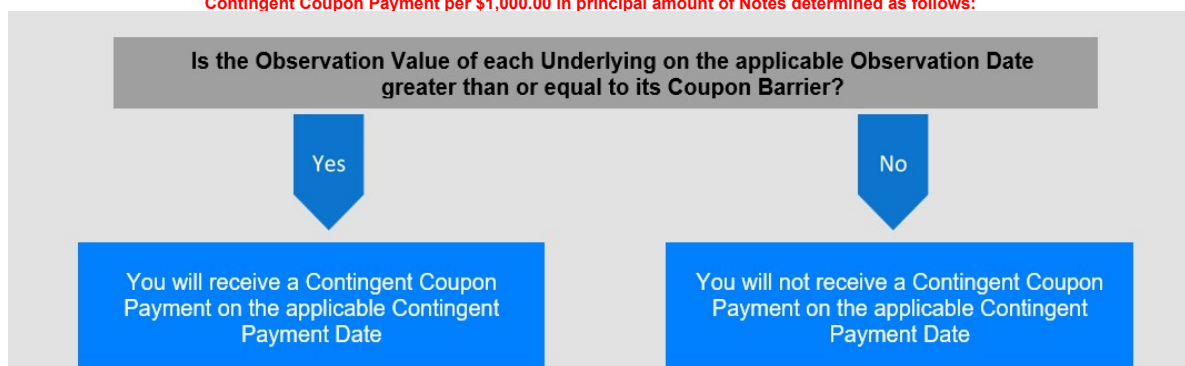 Contingent Coupon Payment per $1,000.00 in principal amount of Notes determined as follows:
Is the Observation Value of each Underlying on the applicable Observation Date
greater than or equal to its Coupon Barrier?
Yes
No
You will receive a Contingent Coupon
Payment on the applicable Contingent
Payment Date
You will not receive a Contingent Coupon
Payment on the applicable Contingent
Payment Date